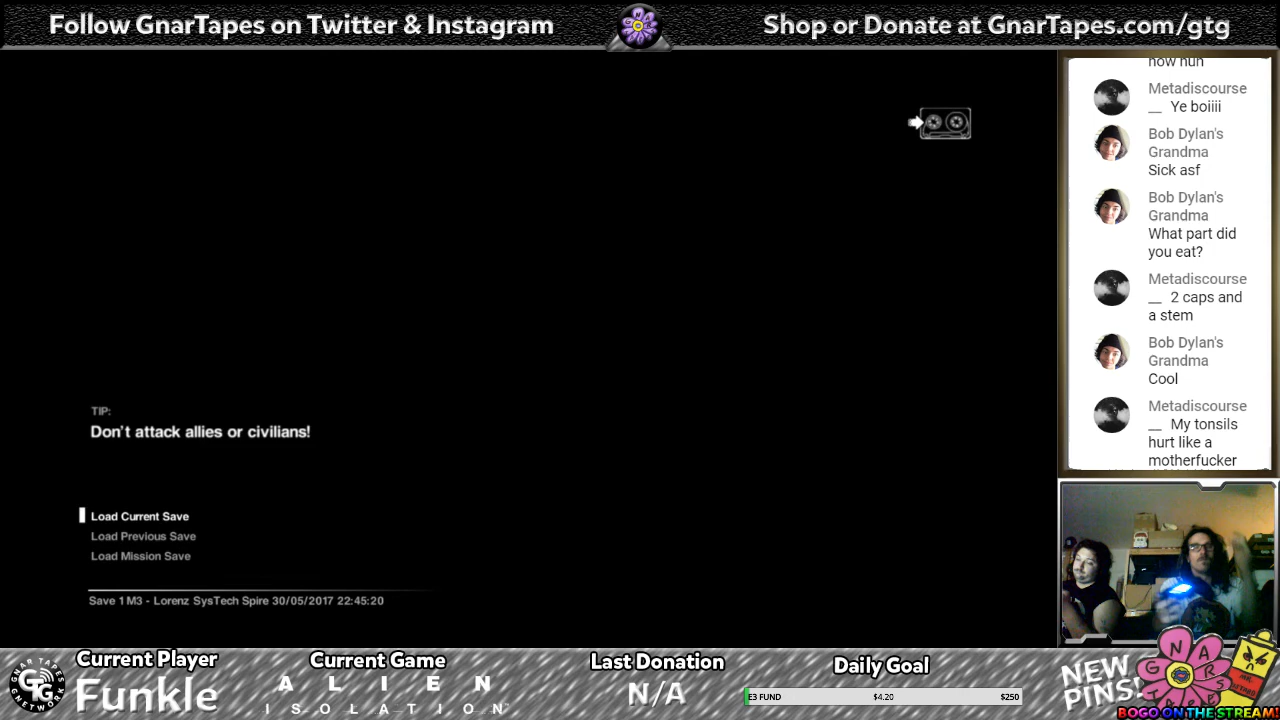 Follow GnarTapes on Twitter & Instagram
Shop or Donate at GnarTapes.com/gtg
Metadiscourse
__ Ye boiiii
Bob Dylan's
Grandma
Sick asf
Bob Dylan's
Grandma
What part did
you eat?
Metadiscourse
__ 2 caps and
a stem
Bob Dylan's
Grandma
Cool
Metadiscourse
__ My tonsils
hurt like a
motherfucker
TIP:
Don't attack allies or civilians!
Load Current Save
Load Previous Save
Load Mission Save
Save 1 M3 - Lorenz SysTech Spire 30/05/2017 22:45:20
GNAR TAPES
GTG
GNETWORK
Current Player
Funkle
Current Game
ALIEN
ISOLATION
Last Donation
N/A
Daily Goal
E3 FUND $4.20 $250
NEW
PINS!
BOGO ON THE STREAM!